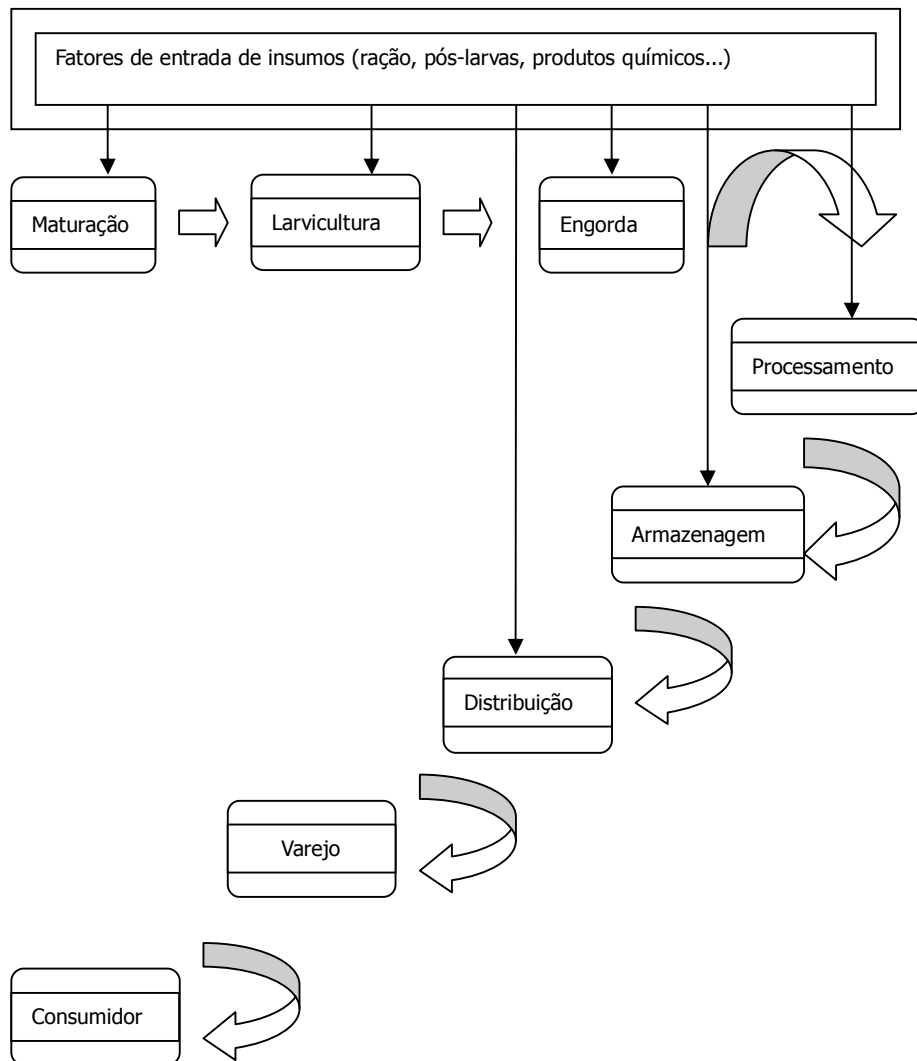 Fatores de entrada de insumos (ração, pós-larvas, produtos químicos...)
Maturação
Larvicultura
Engorda
Processamento
Armazenagem
Distribuição
Varejo
Consumidor